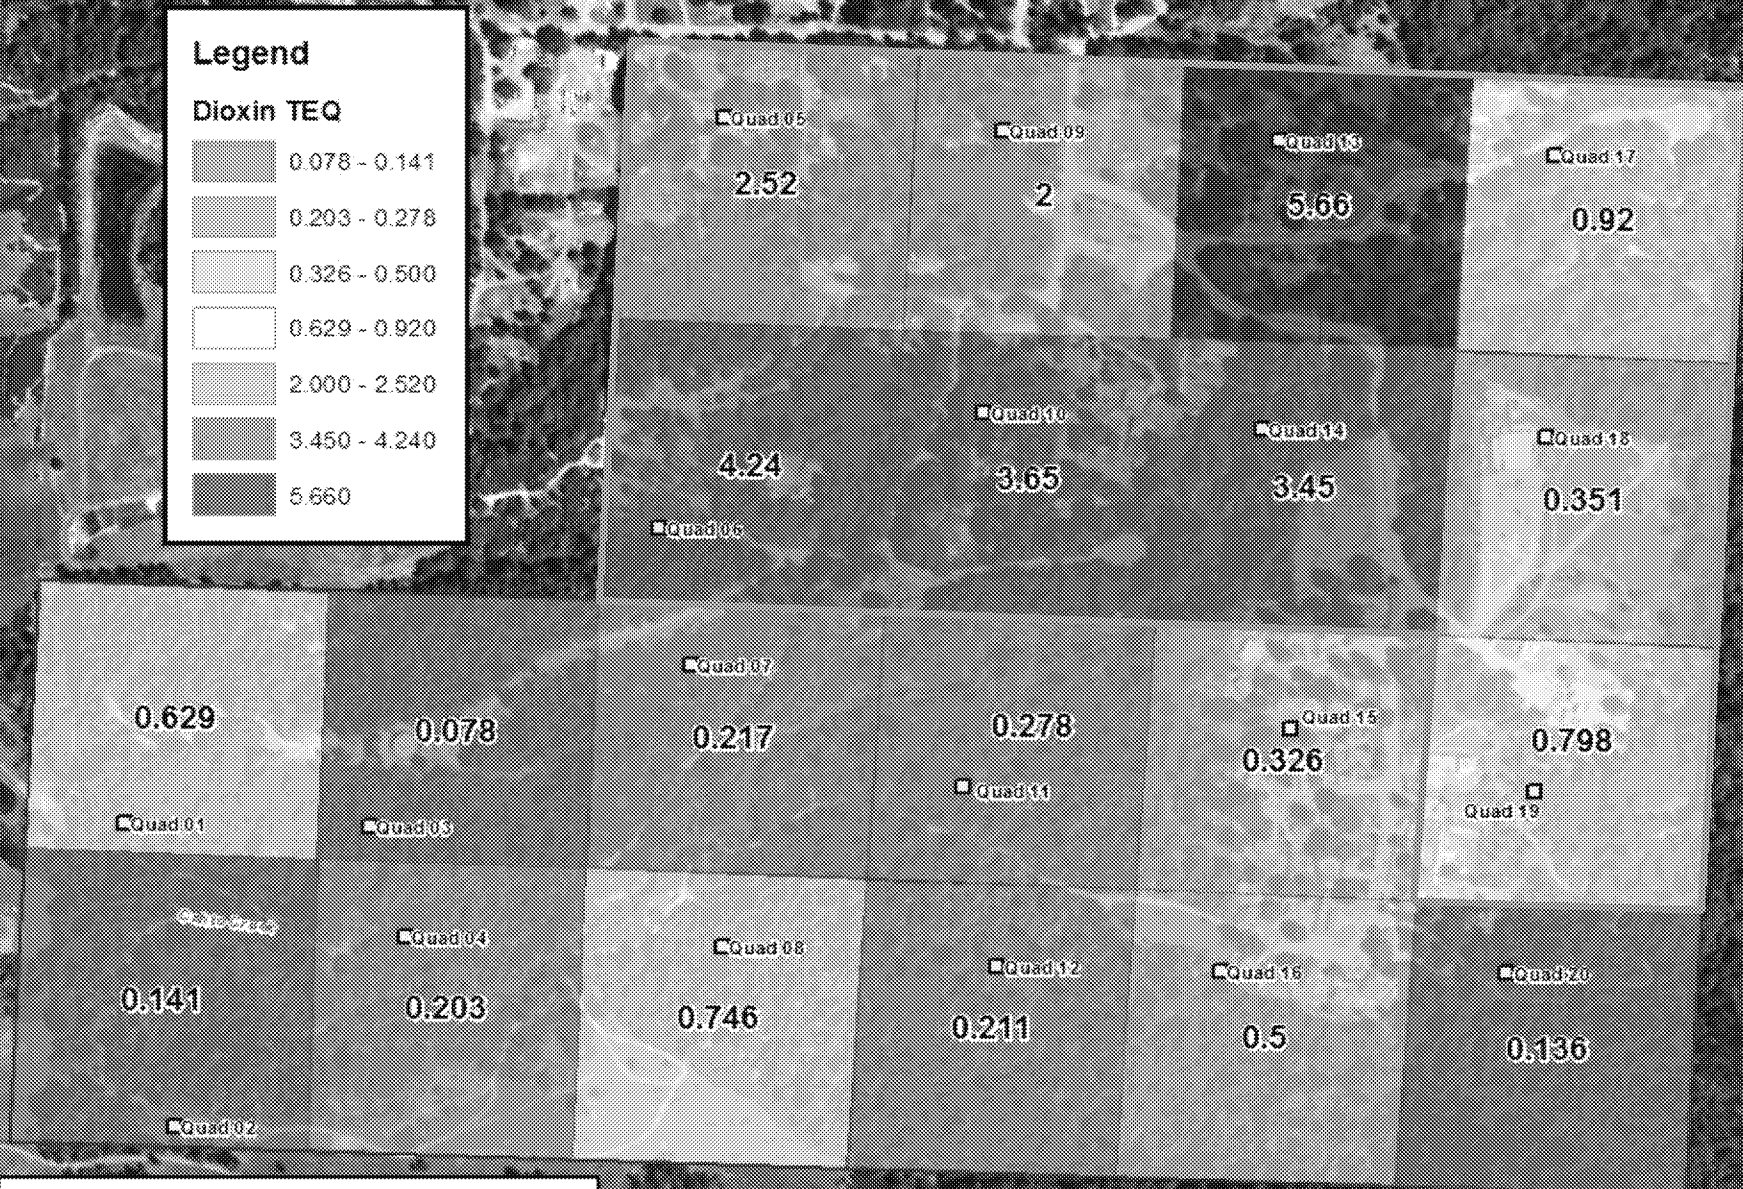 Legend
Dioxin TEQ
0.078 - 0.141
0.203 - 0.278
0.326 - 0.500
0.629 - 0.920
2.000 - 2.520
3.450 - 4.240
5.660
Quad 05
2.52
Quad 09
2
Quad 13
5.66
Quad 17
0.92
4.24
Quad 06
Quad 10
3.65
Quad 14
3.45
Quad 18
0.351
0.629
Quad 01
0.078
Quad 03
Quad 07
0.217
0.278
Quad 11
Quad 15
0.326
0.798
Quad 19
0.141
Quad 02
Quad 04
0.203
Quad 08
0.746
Quad 12
0.211
Quad 16
0.5
Quad 20
0.136